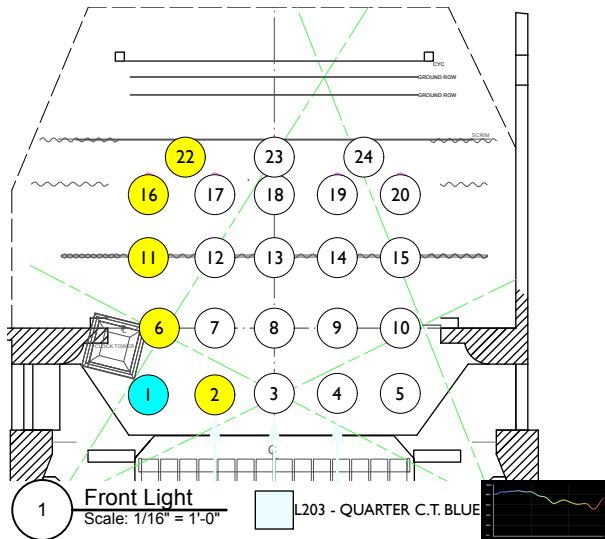 CYC
GROUND ROW
GROUND ROW
SCRIM
22 23 24
16 17 18 19 20
11 12 13 14 15
6 7 8 9 10
CLOCK TOWER
1 2 3 4 5
1 Front Light
Scale: 1/16" = 1'-0"
L203 - QUARTER C.T. BLUE